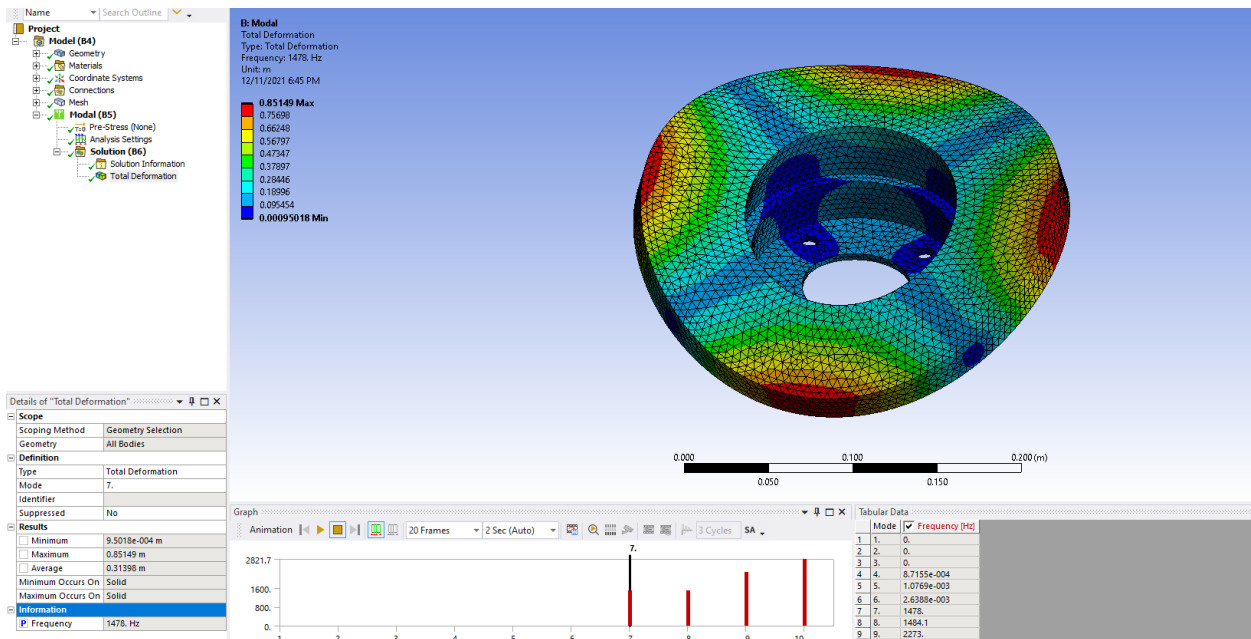 Name Search Outline
Project
Model (B4)
Geometry
Materials
Coordinate Systems
Connections
Mesh
Modal (B5)
T=0 Pre-Stress (None)
Analysis Settings
Solution (B6)
Solution Information
Total Deformation
B: Modal
Total Deformation
Type: Total Deformation
Frequency: 1478. Hz
Unit: m
12/11/2021 6:45 PM
0.85149 Max
0.75698
0.66248
0.56797
0.47347
0.37897
0.28446
0.18996
0.095454
0.00095018 Min
0.000 0.100 0.200 (m)
0.050 0.150
Details of "Total Deformation"
Scope
Scoping Method Geometry Selection
Geometry All Bodies
Definition
Type Total Deformation
Mode 7.
Identifier
Suppressed No
Results
Minimum 9.5018e-004 m
Maximum 0.85149 m
Average 0.31398 m
Minimum Occurs On Solid
Maximum Occurs On Solid
Information
P Frequency 1478. Hz
Graph
Animation 20 Frames 2 Sec (Auto) 3 Cycles SA
7.
2821.7
1600.
800.
0.
1 2 3 4 5 6 7 8 9 10
Tabular Data
Mode Frequency [Hz]
1 1. 0.
2 2. 0.
3 3. 0.
4 4. 8.7155e-004
5 5. 1.0769e-003
6 6. 2.6388e-003
7 7. 1478.
8 8. 1484.1
9 9. 2273.